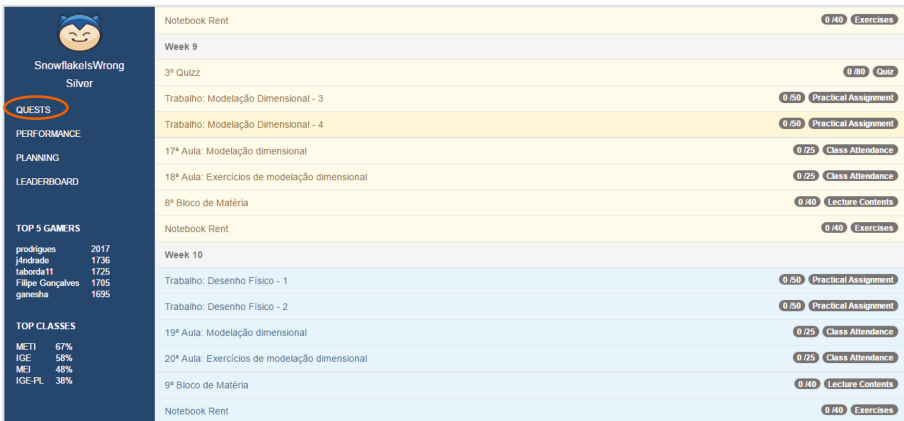 SnowflakeIsWrong
Silver
QUESTS
PERFORMANCE
PLANNING
LEADERBOARD
TOP 5 GAMERS
prodrigues 2017
j4ndrade 1736
taborda11 1725
Filipe Gonçalves 1705
ganesha 1695
TOP CLASSES
METI 67%
IGE 58%
MEI 48%
IGE-PL 38%
Notebook Rent 0 /40 Exercises
Week 9
3º Quizz 0 /80 Quiz
Trabalho: Modelação Dimensional - 3 0 /50 Practical Assignment
Trabalho: Modelação Dimensional - 4 0 /50 Practical Assignment
17ª Aula: Modelação dimensional 0 /25 Class Attendance
18ª Aula: Exercícios de modelação dimensional 0 /25 Class Attendance
8º Bloco de Matéria 0 /40 Lecture Contents
Notebook Rent 0 /40 Exercises
Week 10
Trabalho: Desenho Físico - 1 0 /50 Practical Assignment
Trabalho: Desenho Físico - 2 0 /50 Practical Assignment
19ª Aula: Modelação dimensional 0 /25 Class Attendance
20ª Aula: Exercícios de modelação dimensional 0 /25 Class Attendance
9º Bloco de Matéria 0 /40 Lecture Contents
Notebook Rent 0 /40 Exercises